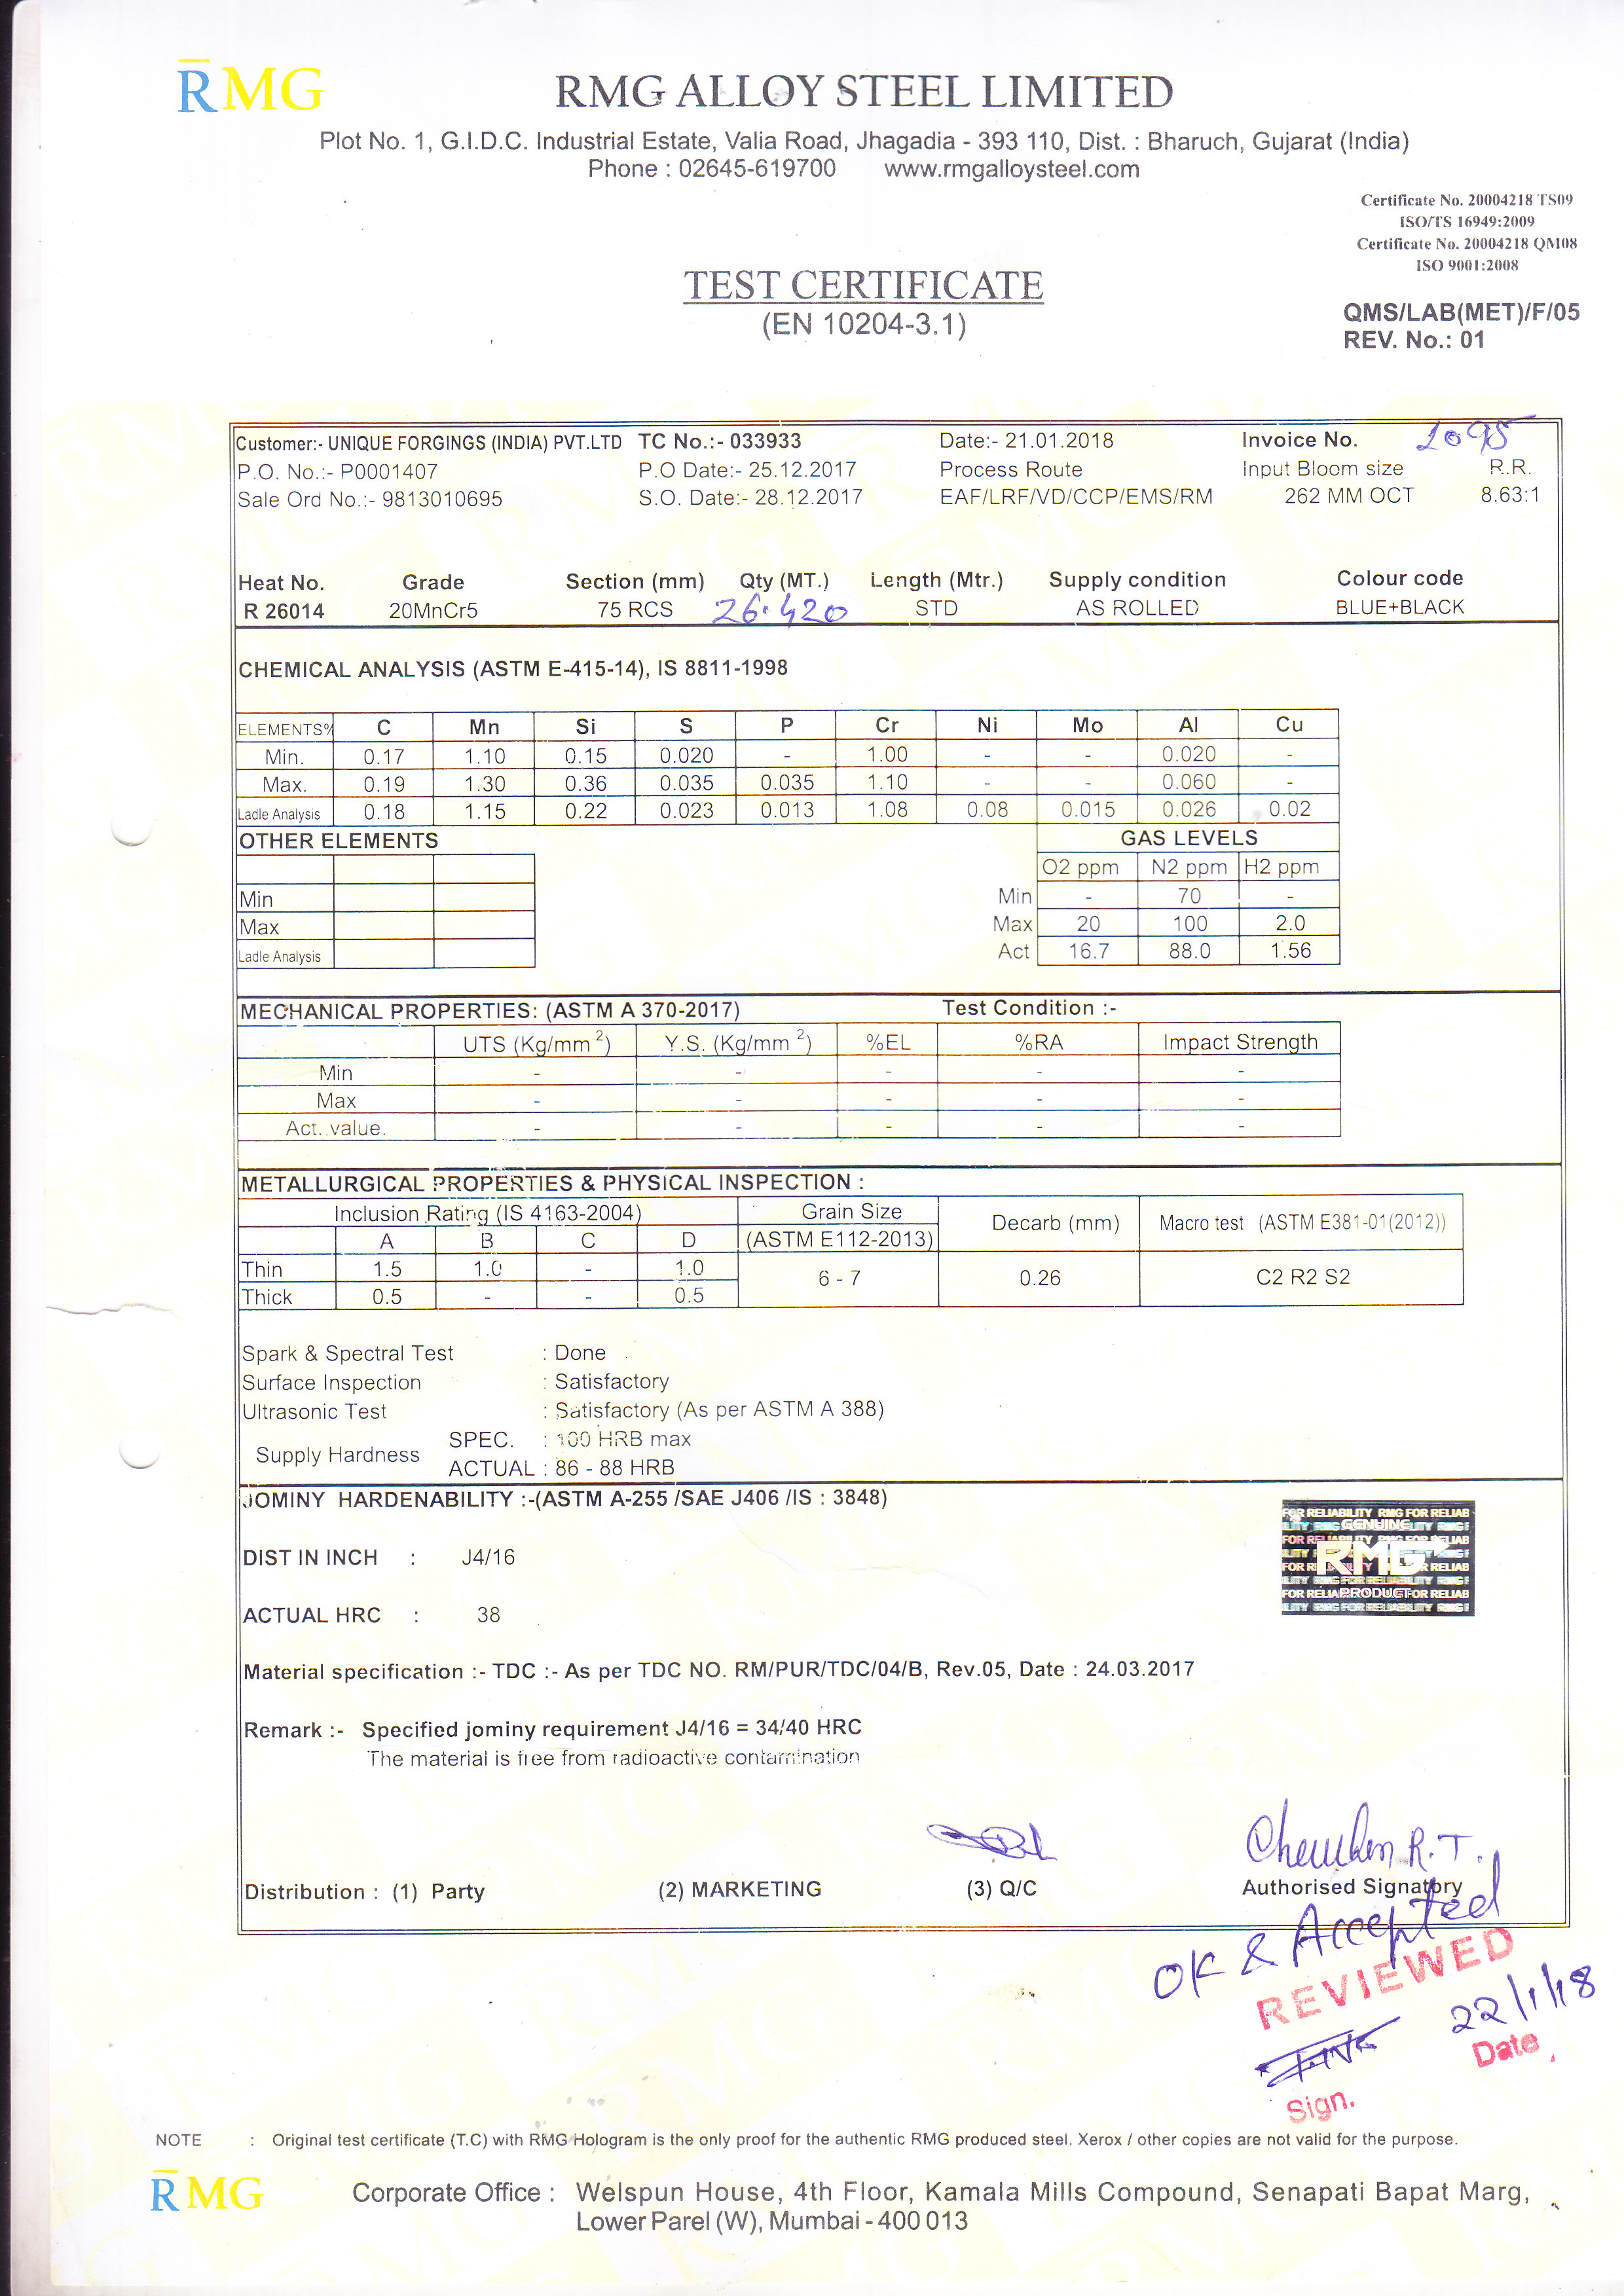 RMG
RMG ALLOY STEEL LIMITED
Plot No. 1, G.I.D.C. Industrial Estate, Valia Road, Jhagadia - 393 110, Dist. : Bharuch, Gujarat (India)
Phone : 02645-619700 www.rmgalloysteel.com
Certificate No. 20004218 TS09
ISO/TS 16949:2009
Certificate No. 20004218 QM08
ISO 9001:2008
TEST CERTIFICATE
(EN 10204-3.1)
QMS/LAB(MET)/F/05
REV. No.: 01
Customer:- UNIQUE FORGINGS (INDIA) PVT.LTD TC No.:- 033933 Date:- 21.01.2018 Invoice No. 1095
P.O. No.:- P0001407 P.O Date:- 25.12.2017 Process Route Input Bloom size R.R.
Sale Ord No.:- 9813010695 S.O. Date:- 28.12.2017 EAF/LRF/VD/CCP/EMS/RM 262 MM OCT 8.63:1
Heat No. Grade Section (mm) Qty (MT.) Length (Mtr.) Supply condition Colour code
R 26014 20MnCr5 75 RCS 26.420 STD AS ROLLED BLUE+BLACK
CHEMICAL ANALYSIS (ASTM E-415-14), IS 8811-1998
ELEMENTS% C Mn Si S P Cr Ni Mo Al Cu
Min. 0.17 1.10 0.15 0.020 - 1.00 - - 0.020 -
Max. 0.19 1.30 0.36 0.035 0.035 1.10 - - 0.060 -
Ladle Analysis 0.18 1.15 0.22 0.023 0.013 1.08 0.08 0.015 0.026 0.02
OTHER ELEMENTS GAS LEVELS
O2 ppm N2 ppm H2 ppm
Min Min - 70 -
Max Max 20 100 2.0
Ladle Analysis Act 16.7 88.0 1.56
MECHANICAL PROPERTIES: (ASTM A 370-2017) Test Condition :-
UTS (Kg/mm²) Y.S. (Kg/mm²) %EL %RA Impact Strength
Min - - - - -
Max - - - - -
Act. value. - - - - -
METALLURGICAL PROPERTIES & PHYSICAL INSPECTION :
Inclusion Rating (IS 4163-2004) Grain Size Decarb (mm) Macro test (ASTM E381-01(2012))
A B C D (ASTM E112-2013)
Thin 1.5 1.0 - 1.0 6 - 7 0.26 C2 R2 S2
Thick 0.5 - - 0.5
Spark & Spectral Test : Done
Surface Inspection : Satisfactory
Ultrasonic Test : Satisfactory (As per ASTM A 388)
Supply Hardness SPEC. : 100 HRB max
ACTUAL : 86 - 88 HRB
JOMINY HARDENABILITY :-(ASTM A-255 /SAE J406 /IS : 3848)
DIST IN INCH : J4/16
ACTUAL HRC : 38
FOR RELIABILITY RMG FOR RELIAB
GENUINE
RMG
PRODUCT
Material specification :- TDC :- As per TDC NO. RM/PUR/TDC/04/B, Rev.05, Date : 24.03.2017
Remark :- Specified jominy requirement J4/16 = 34/40 HRC
The material is free from radioactive contamination
R.T.
Distribution : (1) Party (2) MARKETING (3) Q/C Authorised Signatory
OK & Accepted
REVIEWED
22/1/18
Date
Sign.
NOTE : Original test certificate (T.C) with RMG Hologram is the only proof for the authentic RMG produced steel. Xerox / other copies are not valid for the purpose.
RMG
Corporate Office : Welspun House, 4th Floor, Kamala Mills Compound, Senapati Bapat Marg,
Lower Parel (W), Mumbai - 400 013